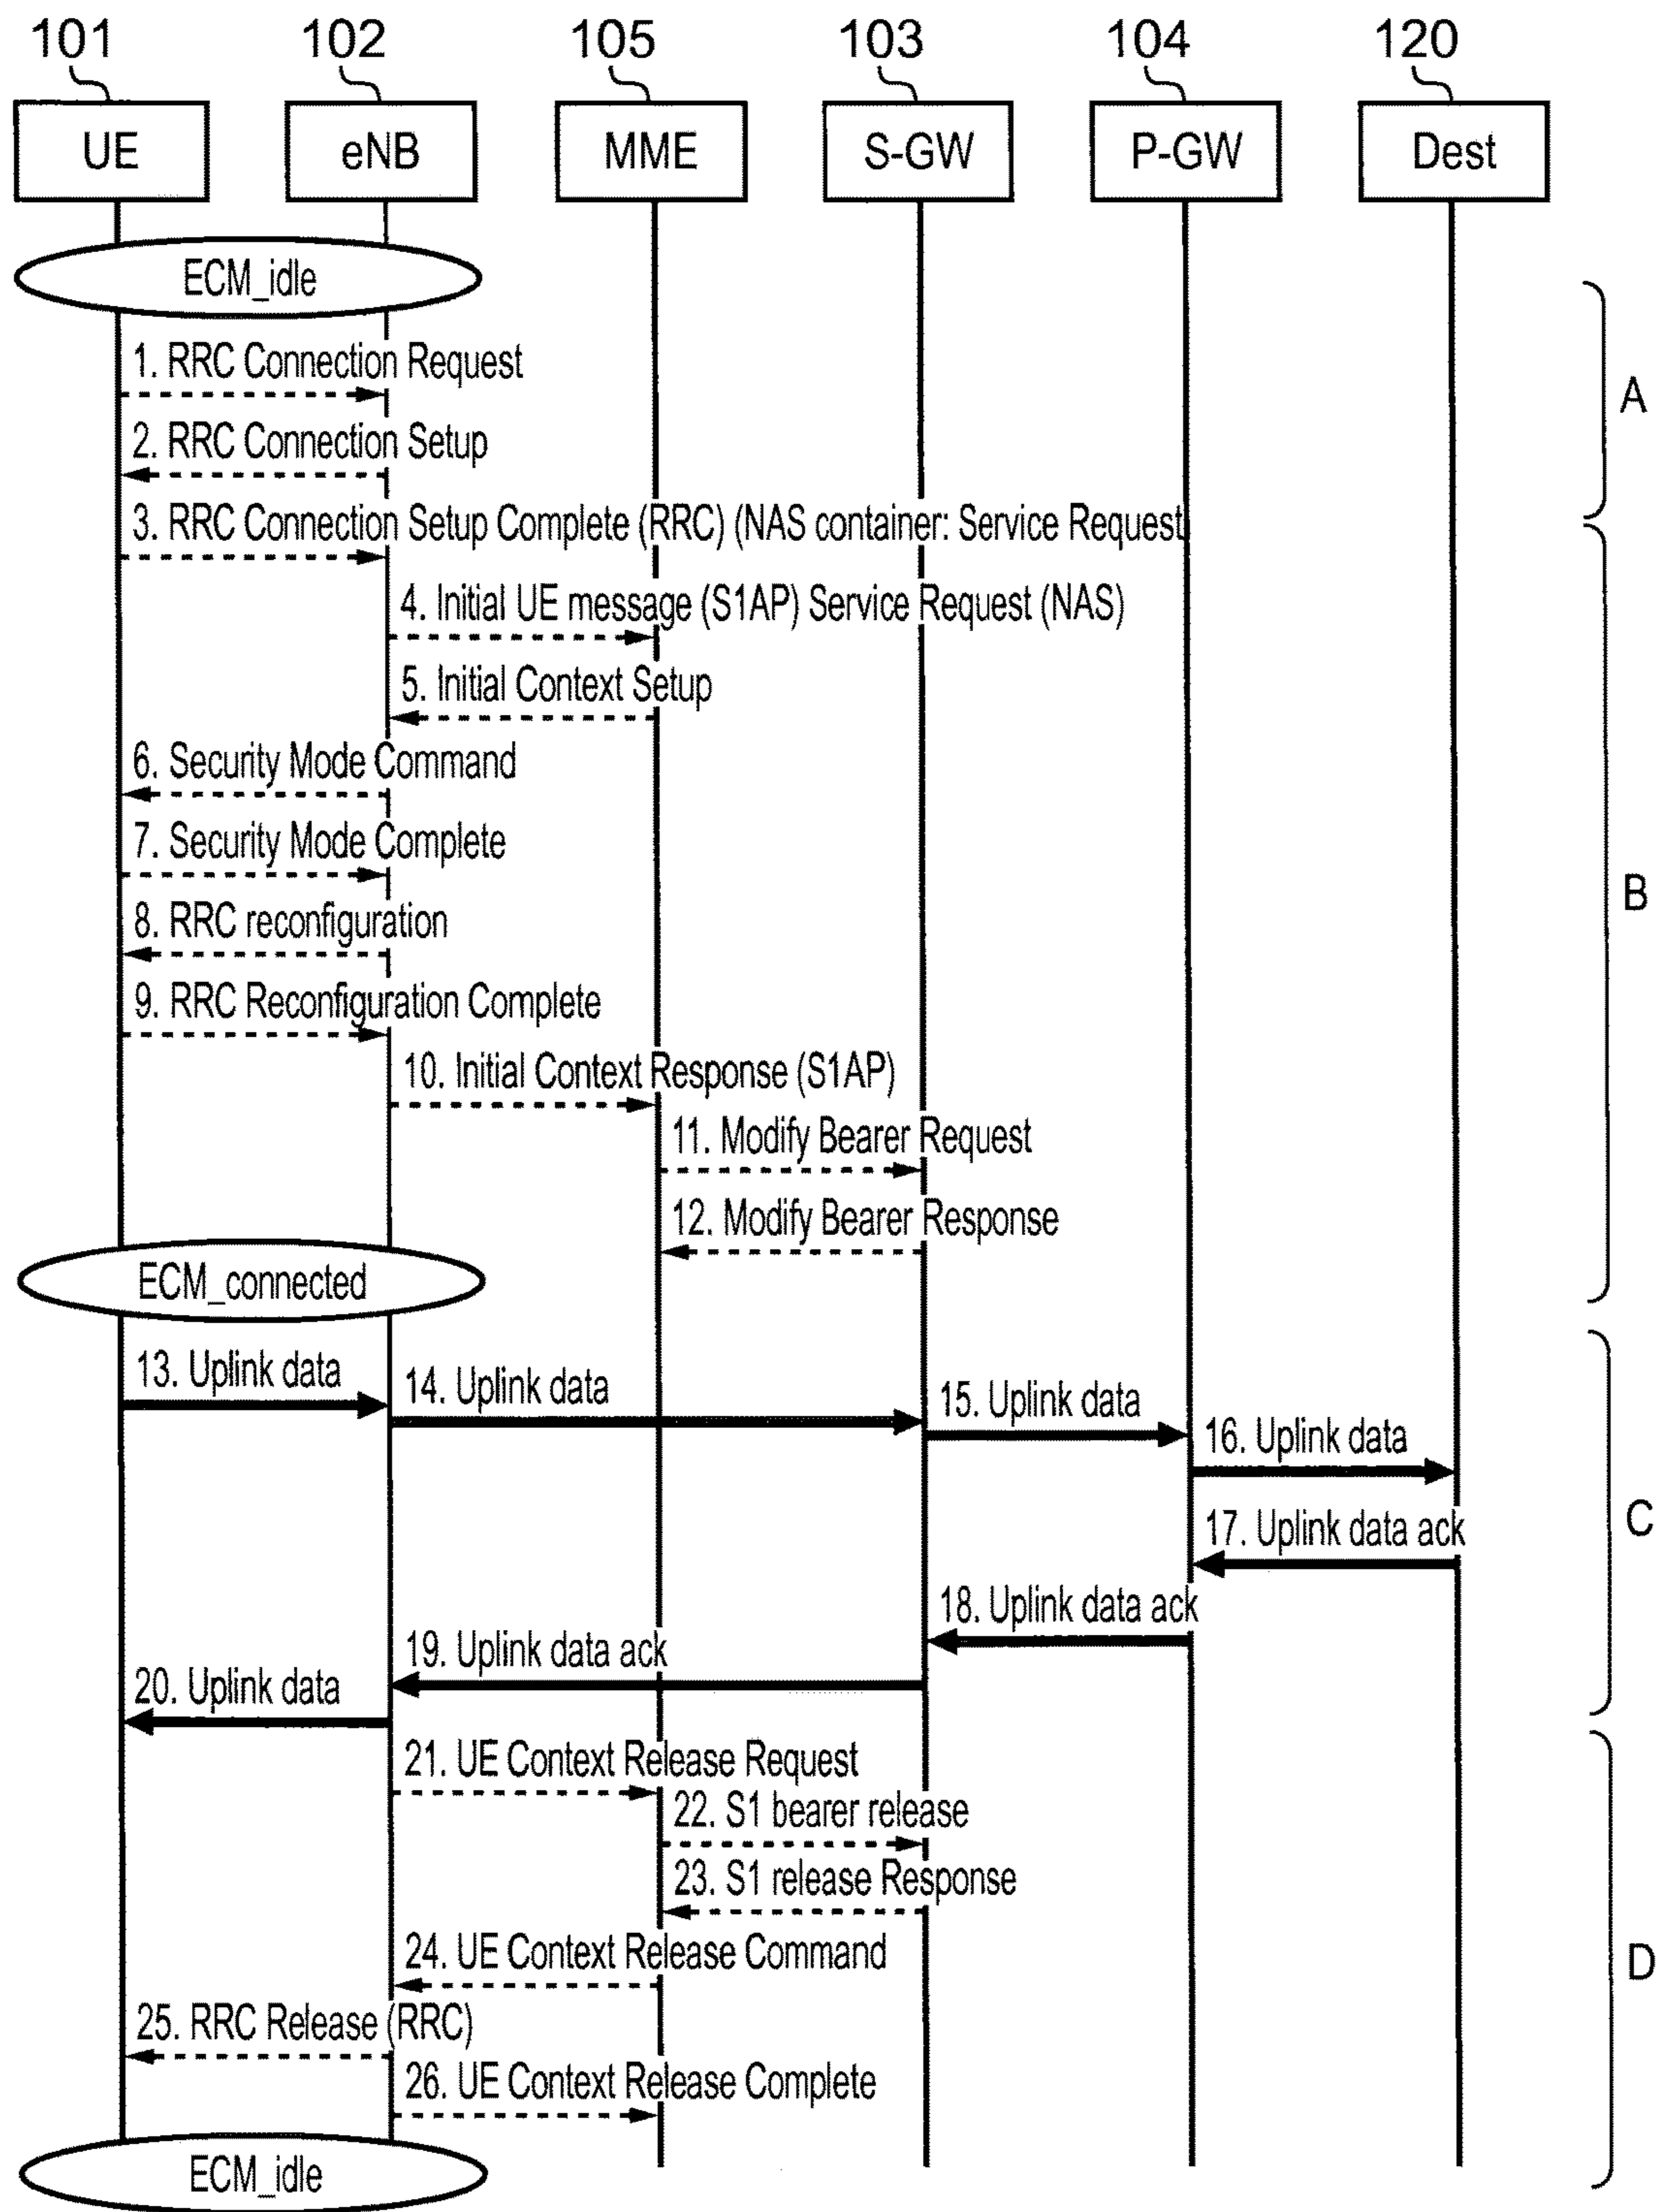 101 102 105 103 104 120
UE eNB MME S-GW P-GW Dest
ECM_idle
1. RRC Connection Request
A
2. RRC Connection Setup
3. RRC Connection Setup Complete (RRC) (NAS container: Service Request
4. Initial UE message (S1AP) Service Request (NAS)
5. Initial Context Setup
6. Security Mode Command
7. Security Mode Complete
B
8. RRC reconfiguration
9. RRC Reconfiguration Complete
10. Initial Context Response (S1AP)
11. Modify Bearer Request
12. Modify Bearer Response
ECM_connected
13. Uplink data
14. Uplink data
15. Uplink data
16. Uplink data
C
17. Uplink data ack
18. Uplink data ack
19. Uplink data ack
20. Uplink data
21. UE Context Release Request
22. S1 bearer release
23. S1 release Response
24. UE Context Release Command
D
25. RRC Release (RRC)
26. UE Context Release Complete
ECM_idle